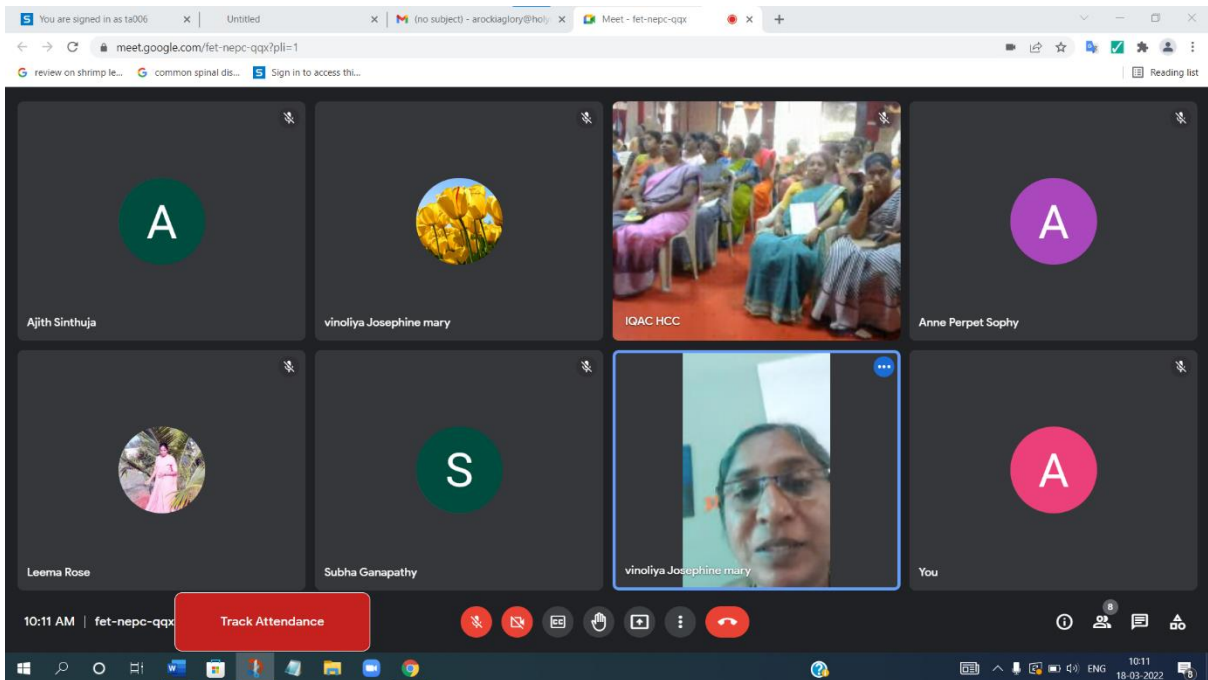 You are signed in as ta006
Untitled
(no subject) - arockiaglory@holy
Meet - fet-nepc-qqx
meet.google.com/fet-nepc-qqx?pli=1
review on shrimp le...
common spinal dis...
Sign in to access thi...
Reading list
A
Ajith Sinthuja
vinoliya Josephine mary
IQAC HCC
A
Anne Perpet Sophy
Leema Rose
S
Subha Ganapathy
vinoliya Josephine mary
A
You
10:11 AM | fet-nepc-qqx
Track Attendance
CC
8
ENG
10:11
18-03-2022
8